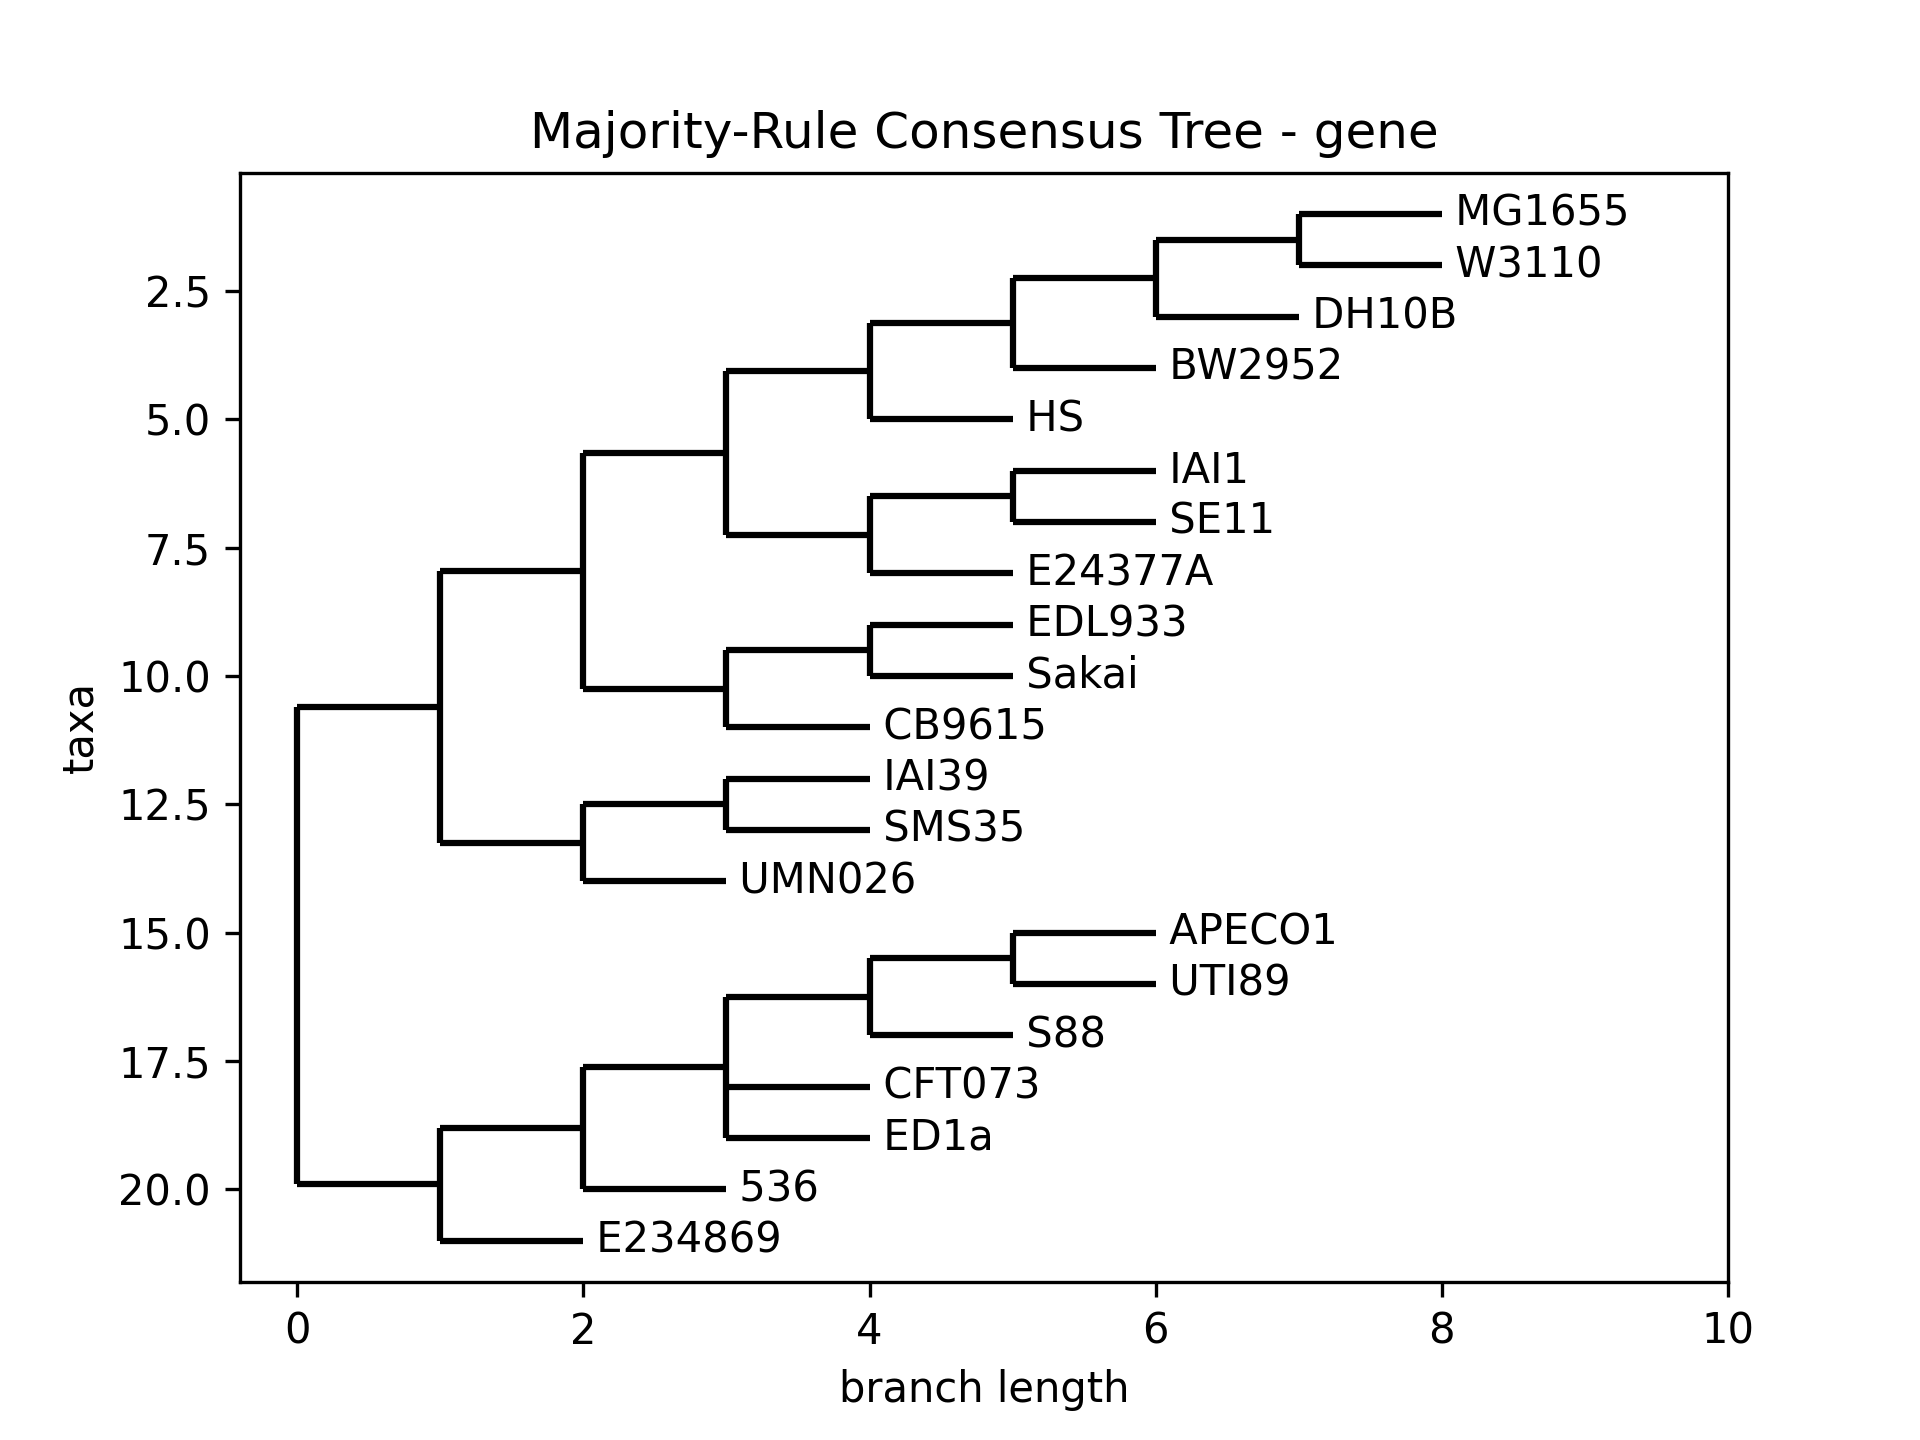 Majority-Rule Consensus Tree - gene
MG1655
W3110
2.5
DH10B
BW2952
5.0
HS
IAI1
SE11
7.5
E24377A
EDL933
10.0
Sakai
CB9615
taxa
IAI39
12.5
SMS35
UMN026
15.0
APECO1
UTI89
S88
17.5
CFT073
ED1a
20.0
536
E234869
0 2 4 6 8 10
branch length